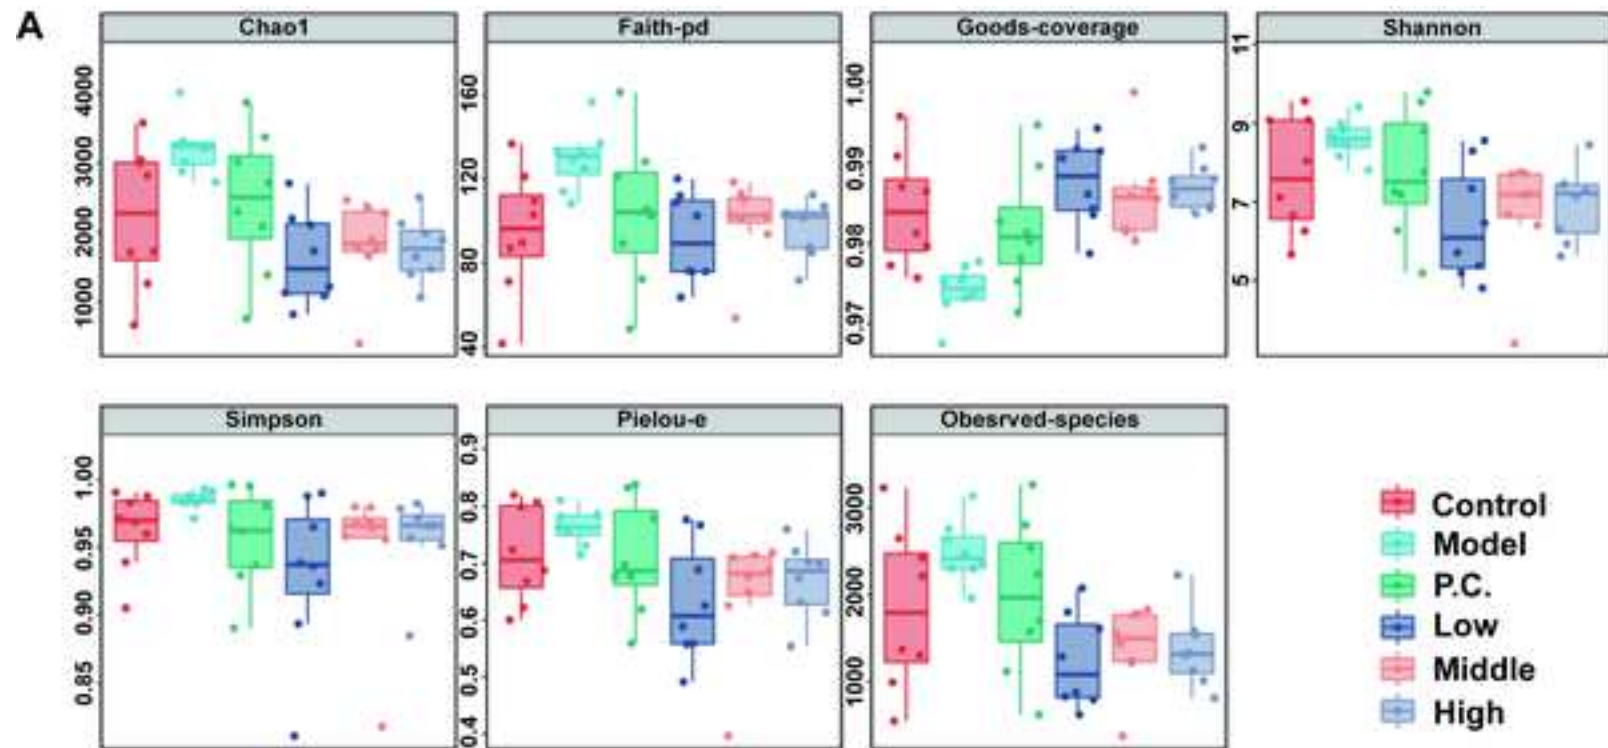 A
Chao1
Faith-pd
Goods-coverage
Shannon
4000
3000
2000
1000
160
120
80
40
1.00
0.99
0.98
0.97
11
9
7
5
Simpson
Pielou-e
Obesrved-species
1.00
0.95
0.90
0.85
0.9
0.8
0.7
0.6
0.5
0.4
3000
2000
1000
Control
Model
P.C.
Low
Middle
High